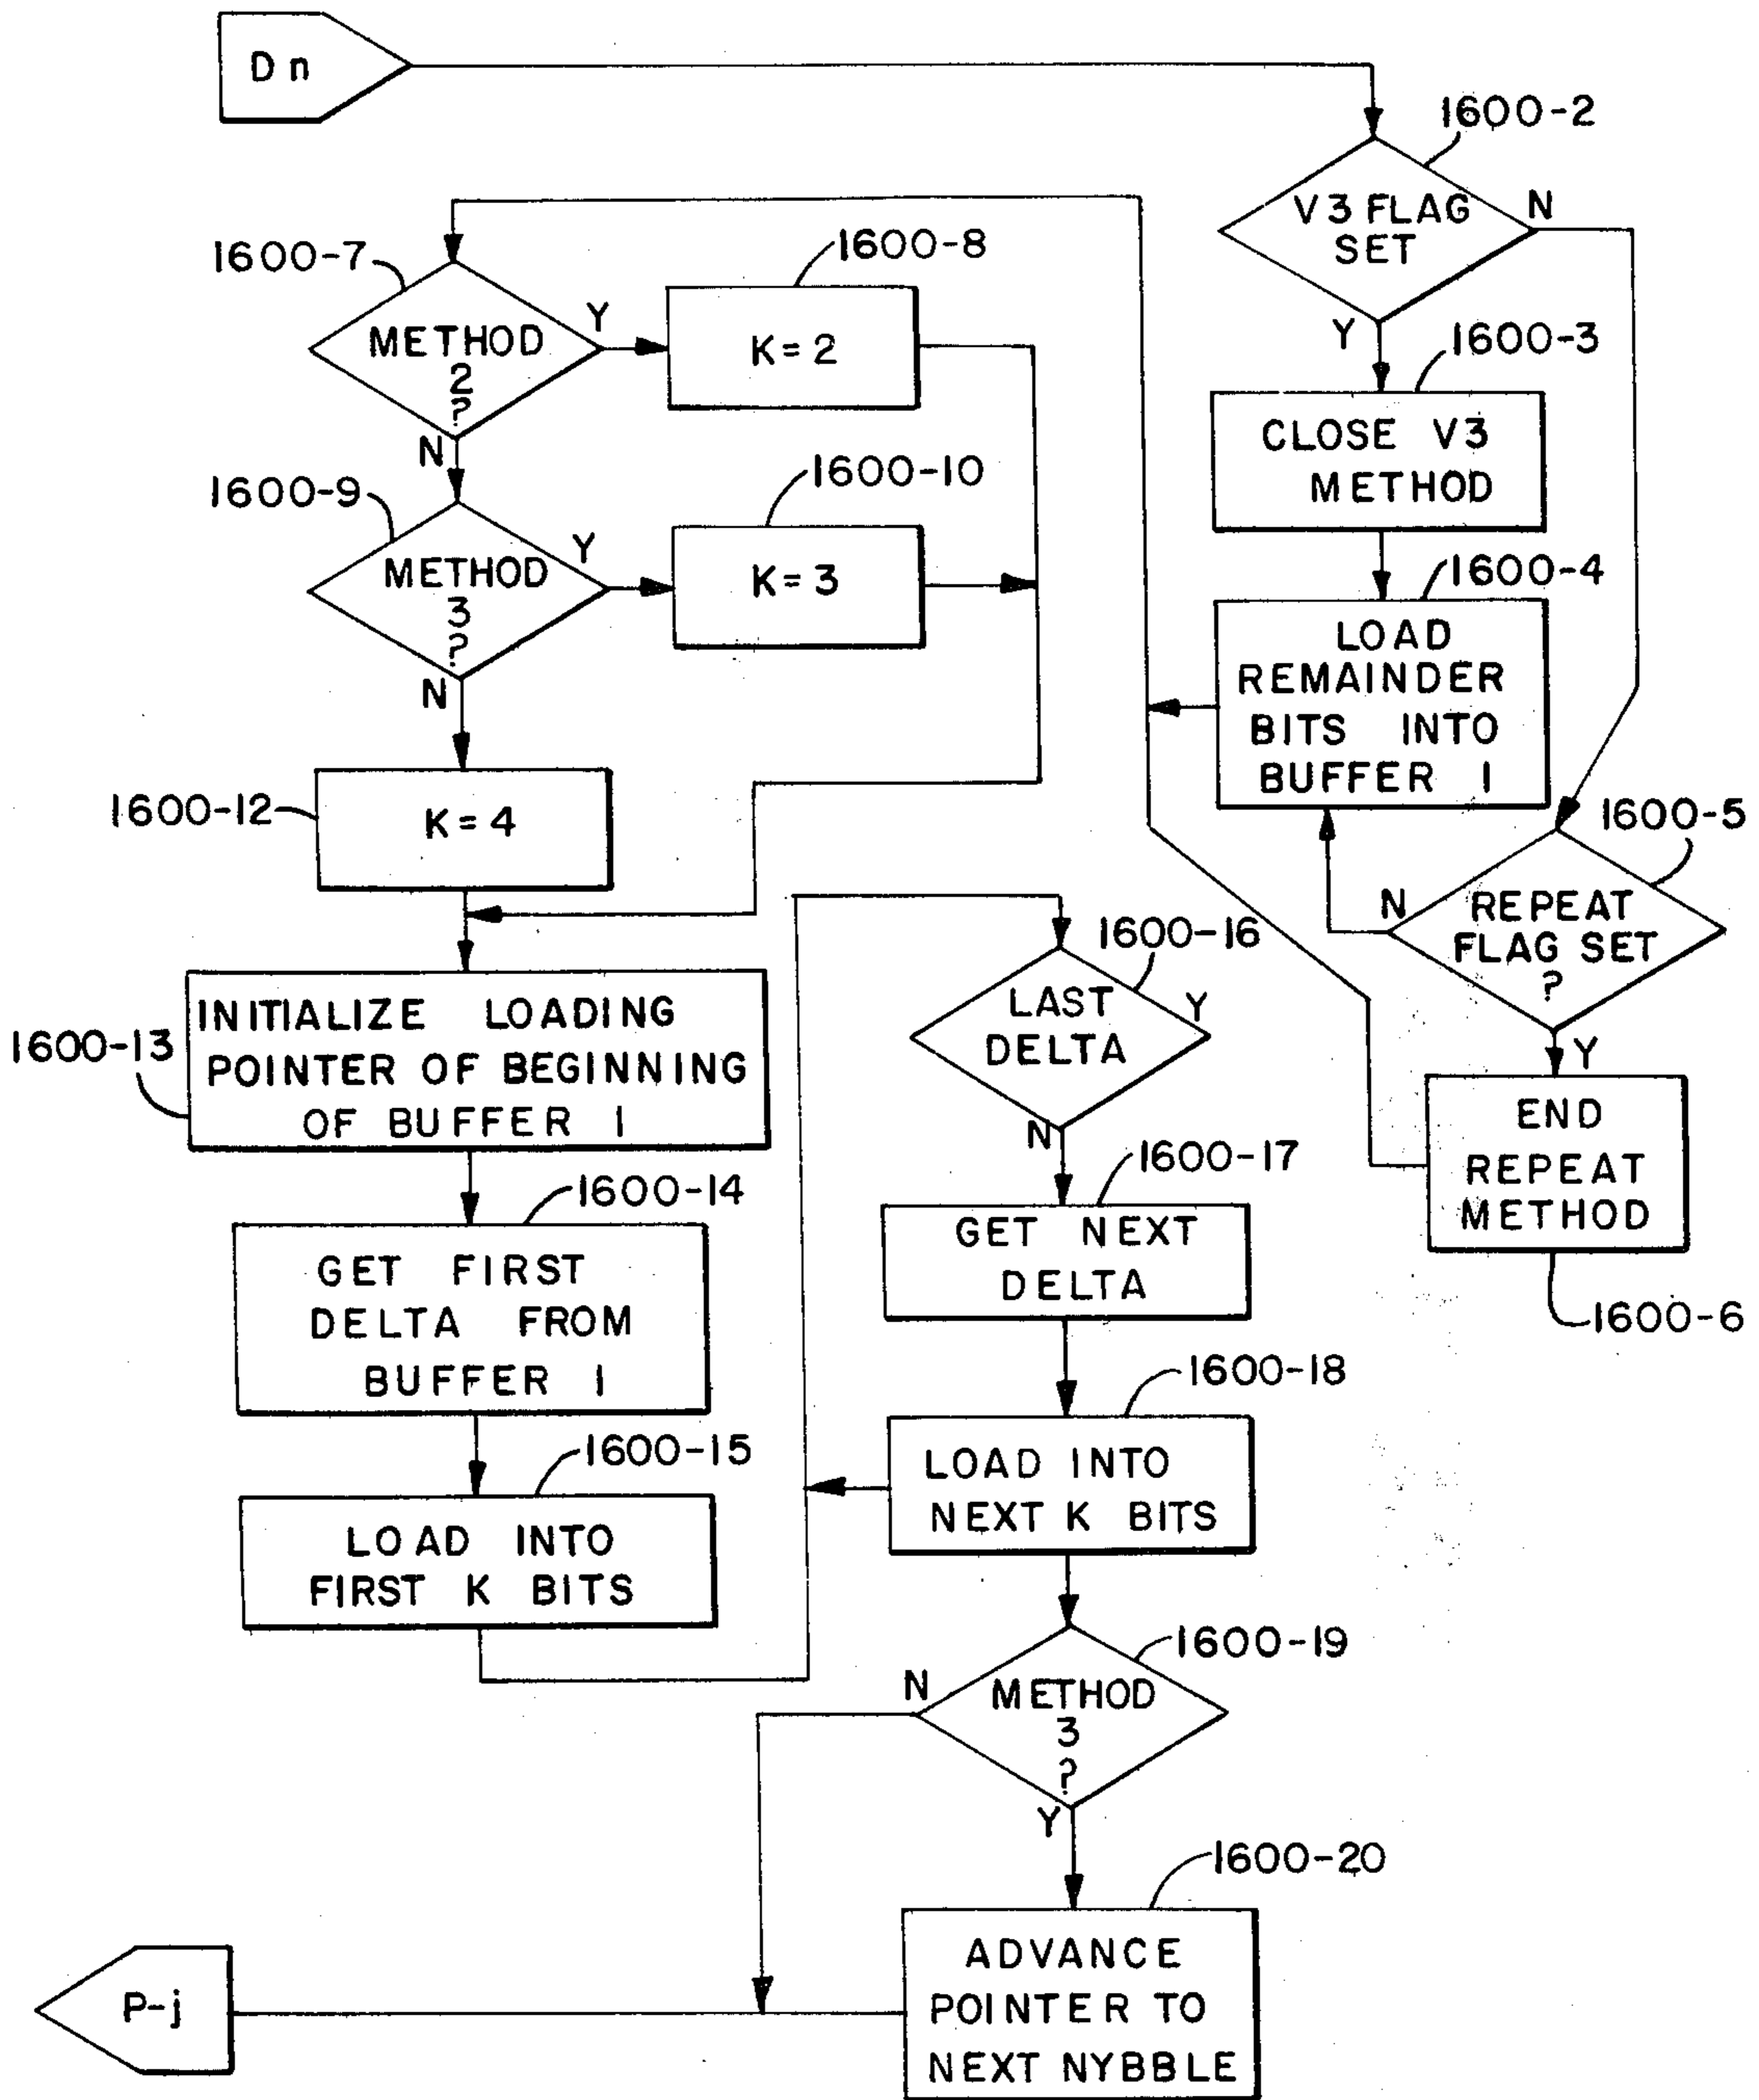 Dn
1600-2
V3 FLAG
SET
N
Y
1600-3
CLOSE V3
METHOD
1600-4
LOAD
REMAINDER
BITS INTO
BUFFER 1
1600-5
REPEAT
FLAG SET
?
N
Y
END
REPEAT
METHOD
1600-6
1600-7
METHOD
2
?
Y
N
1600-8
K=2
1600-9
METHOD
3
?
Y
N
1600-10
K=3
1600-12
K=4
1600-13
INITIALIZE LOADING
POINTER OF BEGINNING
OF BUFFER 1
1600-14
GET FIRST
DELTA FROM
BUFFER 1
1600-15
LOAD INTO
FIRST K BITS
1600-16
LAST
DELTA
Y
N
1600-17
GET NEXT
DELTA
1600-18
LOAD INTO
NEXT K BITS
1600-19
METHOD
3
?
N
Y
1600-20
ADVANCE
POINTER TO
NEXT NYBBLE
P-j